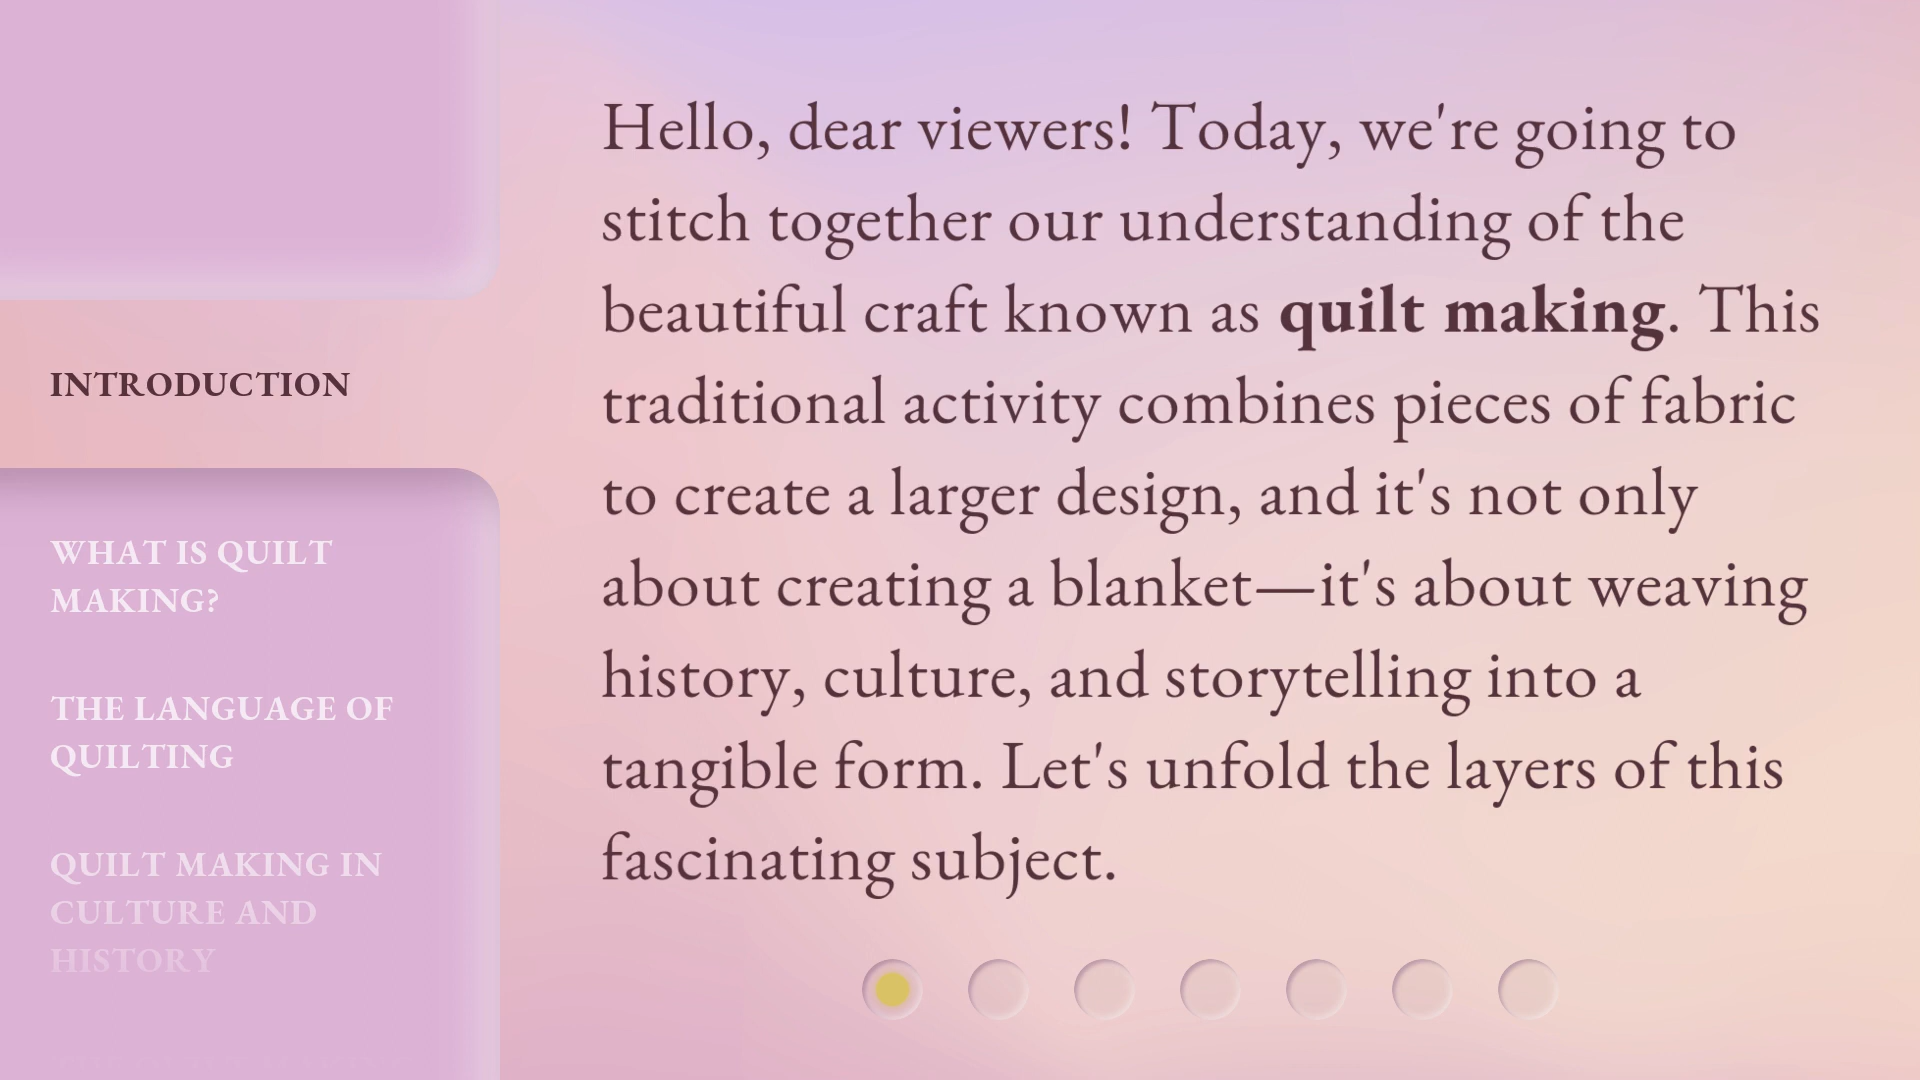 INTRODUCTION
WHAT IS QUILT
MAKING?
THE LANGUAGE OF
QUILTING
QUILT MAKING IN
CULTURE AND
HISTORY
Hello, dear viewers! Today, we're going to
stitch together our understanding of the
beautiful craft known as quilt making. This
traditional activity combines pieces of fabric
to create a larger design, and it's not only
about creating a blanket—it's about weaving
history, culture, and storytelling into a
tangible form. Let's unfold the layers of this
fascinating subject.